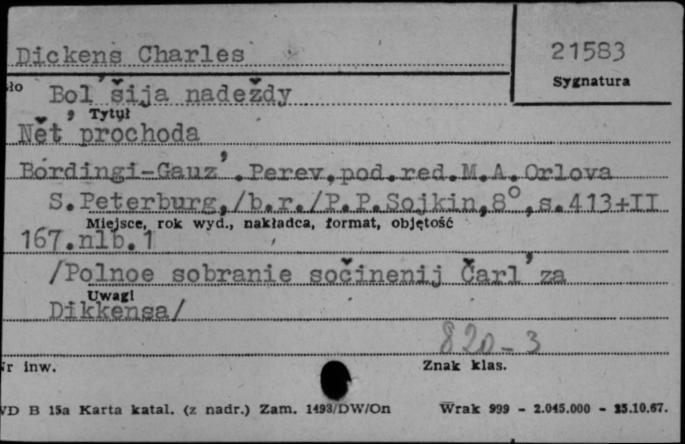 Dickens Charles
21583
Sygnatura
Bol'šija nadeždy
Tytuł
Nět' prochoda
Bordingi-Gauz'.Perev.pod.red.M.A.Orlova
S.Peterburg,/b.r./P.P.Sojkin,8°,s.413+II
Miejsce, rok wyd., nakładca, format, objętość
167.nlb.1
/Polnoe sobranie sočinenij Čarl'za
Uwagi
Dikkensa/
820-3
Nr inw.
Znak klas.
WD B 15a Karta katal. (z nadr.) Zam. 1493/DW/On
Wrak 999 - 2.045.000 - 25.10.67.